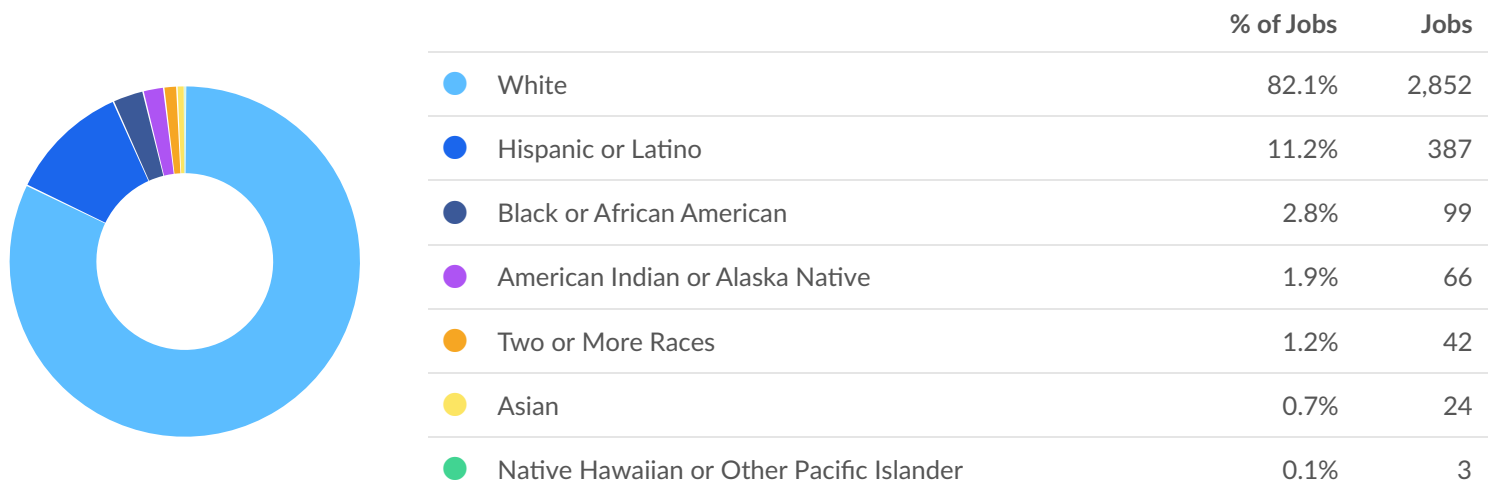 % of Jobs Jobs
White 82.1% 2,852
Hispanic or Latino 11.2% 387
Black or African American 2.8% 99
American Indian or Alaska Native 1.9% 66
Two or More Races 1.2% 42
Asian 0.7% 24
Native Hawaiian or Other Pacific Islander 0.1% 3